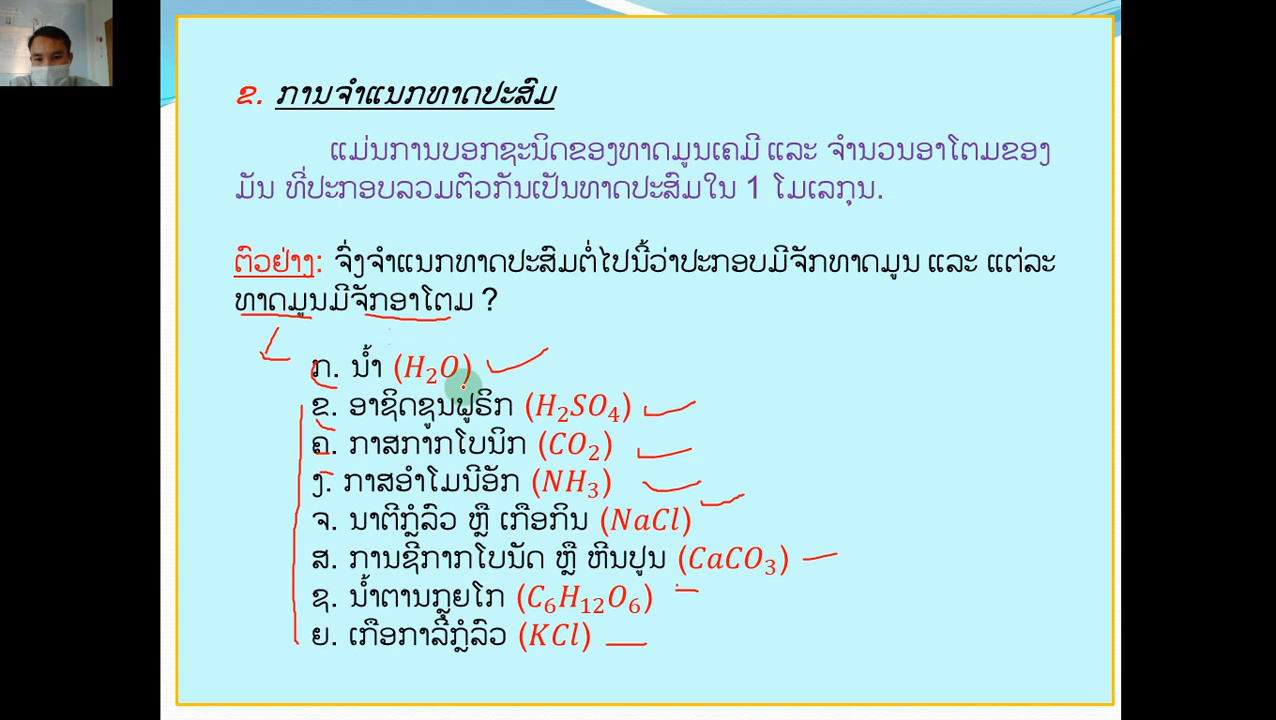 ຂ. ການຈຳແນກທາດປະສົມ
ແມ່ນການບອກຊະນິດຂອງທາດມູນເຄມີ ແລະ ຈຳນວນອາໂຕມຂອງ
ມັນ ທີ່ປະກອບລວມຕົວກັນເປັນທາດປະສົມໃນ 1 ໂມເລກຸນ.
ຕົວຢ່າງ: ຈົ່ງຈຳແນກທາດປະສົມຕໍ່ໄປນີ້ວ່າປະກອບມີຈັກທາດມູນ ແລະ ແຕ່ລະ
ທາດມູນມີຈັກອາໂຕມ ?
ກ. ນ້ຳ (H₂O)
ຂ. ອາຊິດຊູນຟູຣິກ (H₂SO₄)
ຄ. ກາສກາກໂບນິກ (CO₂)
ງ. ກາສອຳໂມນີອັກ (NH₃)
ຈ. ນາຕີກໍລົວ ຫຼື ເກືອກິນ (NaCl)
ສ. ການຊີກາກໂບນັດ ຫຼື ຫີນປູນ (CaCO₃)
ຊ. ນ້ຳຕານກຼຸຍໂກ (C₆H₁₂O₆)
ຍ. ເກືອກາລີກໍລົວ (KCl)